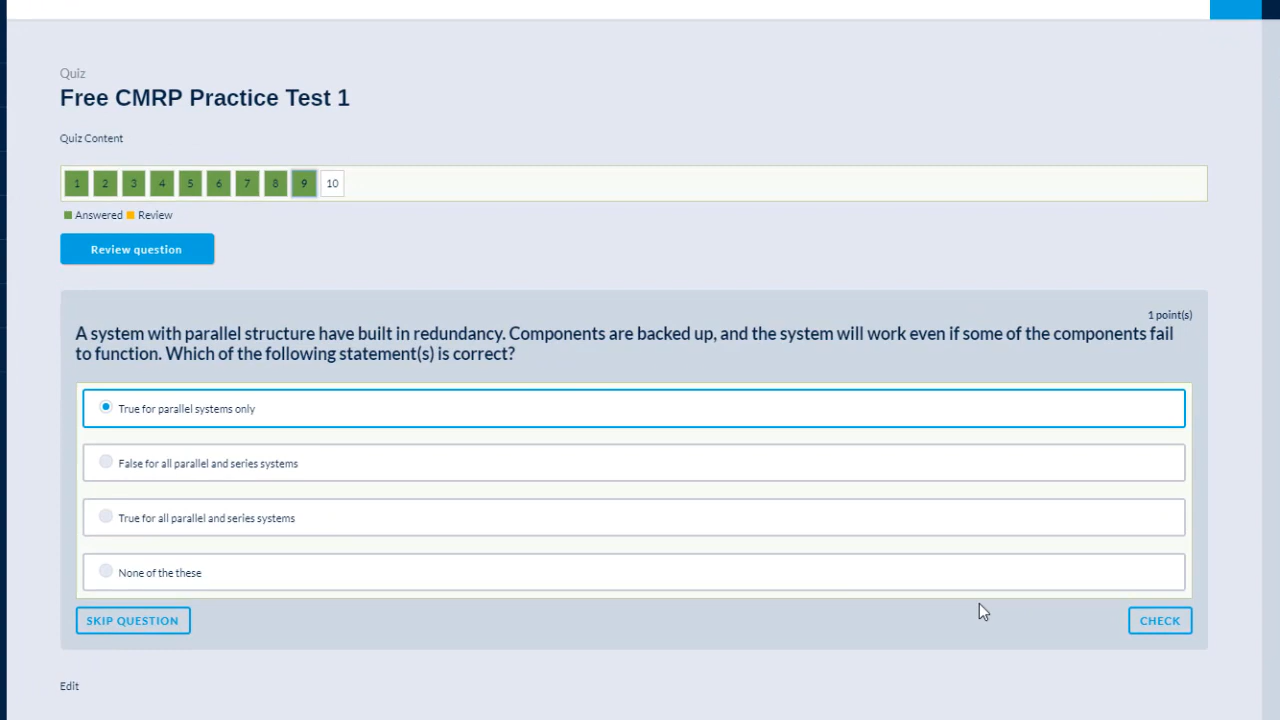 Quiz
Free CMRP Practice Test 1
Quiz Content
1 2 3 4 5 6 7 8 9 10
Answered Review
Review question
1 point(s)
A system with parallel structure have built in redundancy. Components are backed up, and the system will work even if some of the components fail
to function. Which of the following statement(s) is correct?
True for parallel systems only
False for all parallel and series systems
True for all parallel and series systems
None of the these
SKIP QUESTION CHECK
Edit